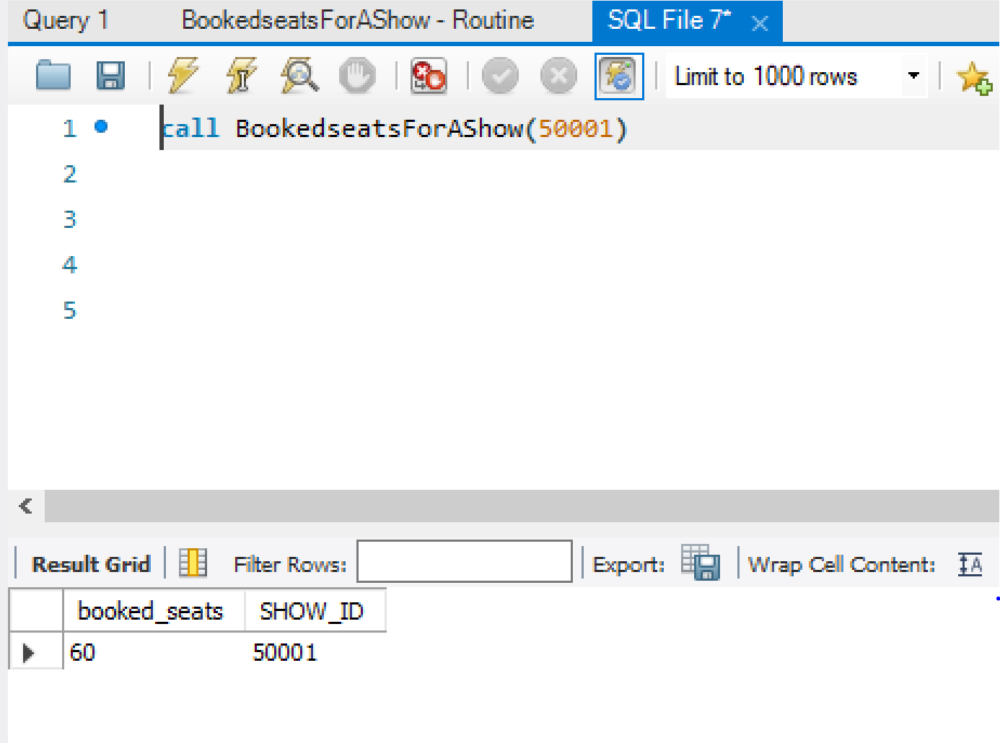 Query 1 BookedseatsForAShow - Routine SQL File 7*
Limit to 1000 rows
1 call BookedseatsForAShow(50001)
2
3
4
5
Result Grid Filter Rows: Export: Wrap Cell Content: A
booked_seats SHOW_ID
60 50001